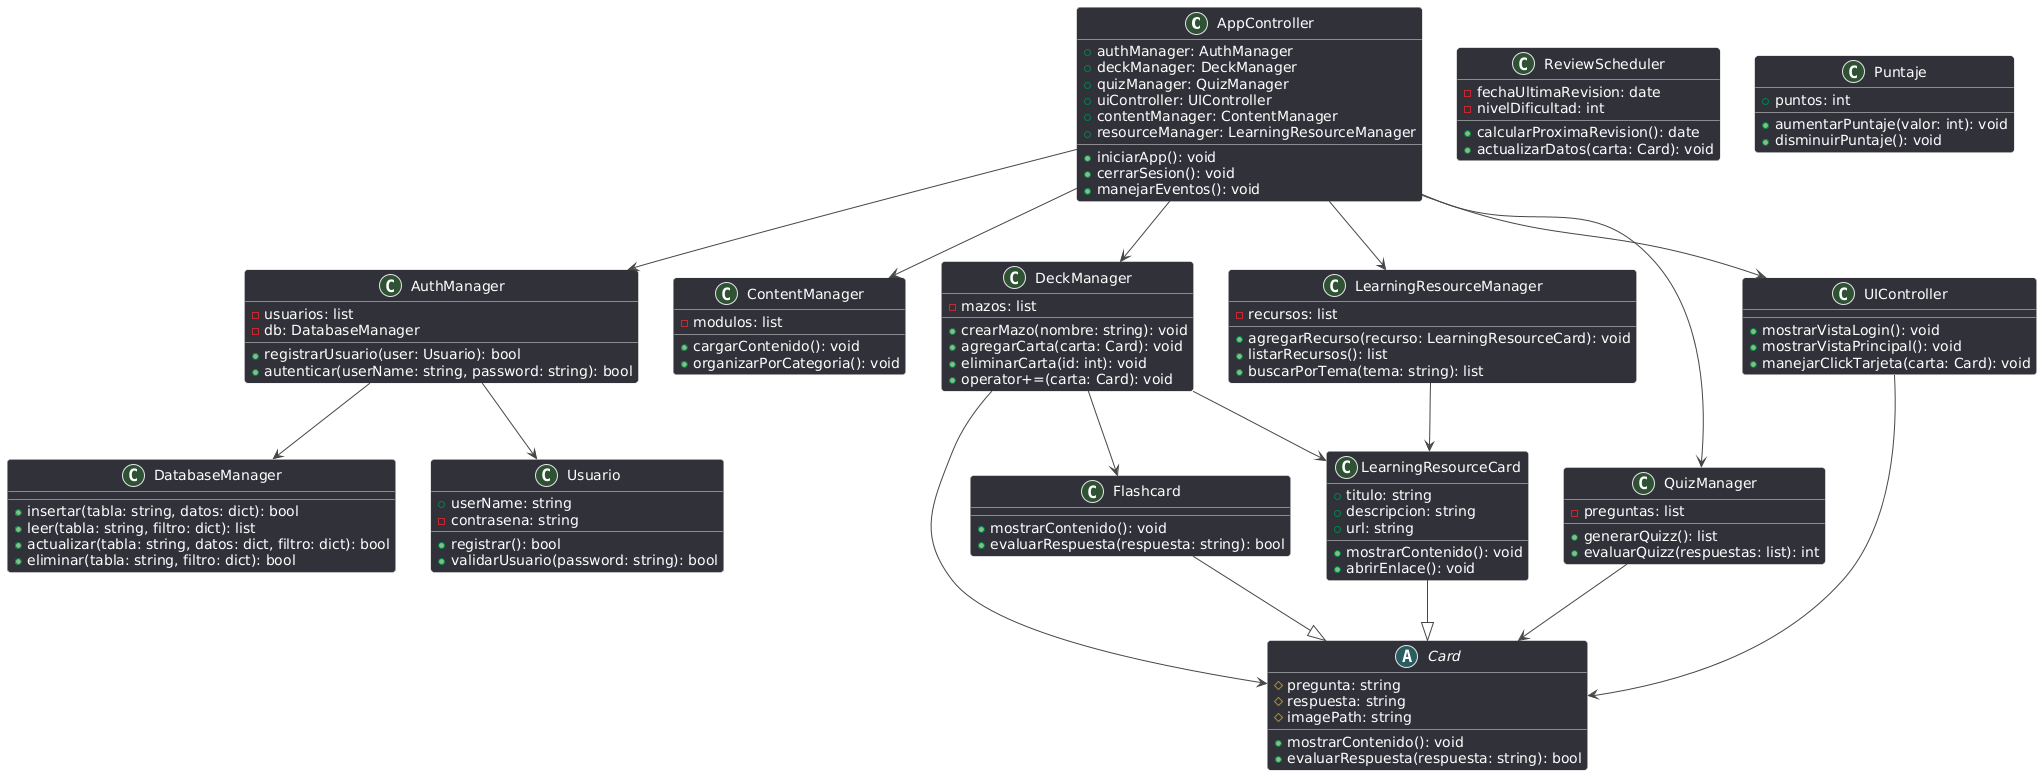 C AppController
authManager: AuthManager
deckManager: DeckManager
quizManager: QuizManager
uiController: UIController
contentManager: ContentManager
resourceManager: LearningResourceManager
iniciarApp(): void
cerrarSesion(): void
manejarEventos(): void
C ReviewScheduler
fechaUltimaRevision: date
nivelDificultad: int
calcularProximaRevision(): date
actualizarDatos(carta: Card): void
C Puntaje
puntos: int
aumentarPuntaje(valor: int): void
disminuirPuntaje(): void
C AuthManager
usuarios: list
db: DatabaseManager
registrarUsuario(user: Usuario): bool
autenticar(userName: string, password: string): bool
C ContentManager
modulos: list
cargarContenido(): void
organizarPorCategoria(): void
C DeckManager
mazos: list
crearMazo(nombre: string): void
agregarCarta(carta: Card): void
eliminarCarta(id: int): void
operator+=(carta: Card): void
C LearningResourceManager
recursos: list
agregarRecurso(recurso: LearningResourceCard): void
listarRecursos(): list
buscarPorTema(tema: string): list
C UIController
mostrarVistaLogin(): void
mostrarVistaPrincipal(): void
manejarClickTarjeta(carta: Card): void
C DatabaseManager
insertar(tabla: string, datos: dict): bool
leer(tabla: string, filtro: dict): list
actualizar(tabla: string, datos: dict, filtro: dict): bool
eliminar(tabla: string, filtro: dict): bool
C Usuario
userName: string
contrasena: string
registrar(): bool
validarUsuario(password: string): bool
C Flashcard
mostrarContenido(): void
evaluarRespuesta(respuesta: string): bool
C LearningResourceCard
titulo: string
descripcion: string
url: string
mostrarContenido(): void
abrirEnlace(): void
C QuizManager
preguntas: list
generarQuizz(): list
evaluarQuizz(respuestas: list): int
A Card
pregunta: string
respuesta: string
imagePath: string
mostrarContenido(): void
evaluarRespuesta(respuesta: string): bool